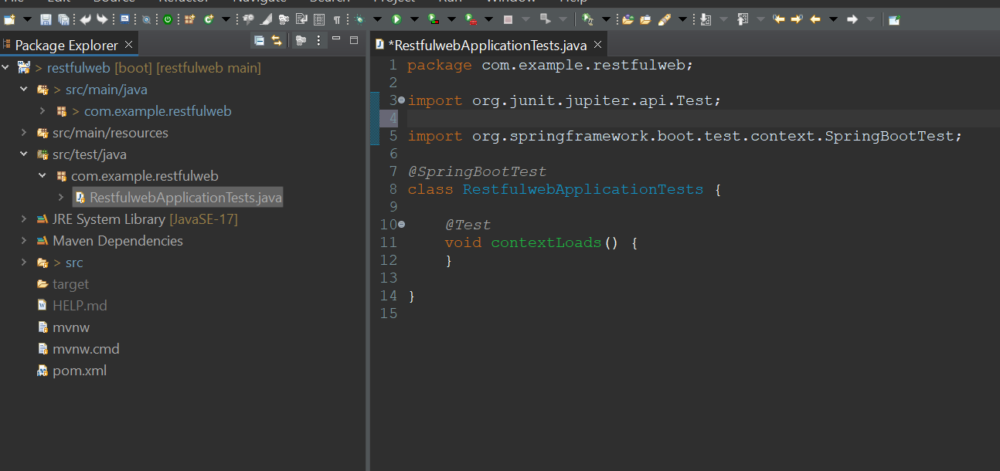 Package Explorer
> restfulweb [boot] [restfulweb main]
> src/main/java
> com.example.restfulweb
src/main/resources
src/test/java
com.example.restfulweb
RestfulwebApplicationTests.java
JRE System Library [JavaSE-17]
Maven Dependencies
> src
target
HELP.md
mvnw
mvnw.cmd
pom.xml
*RestfulwebApplicationTests.java
1 package com.example.restfulweb;
2
3 import org.junit.jupiter.api.Test;
4
5 import org.springframework.boot.test.context.SpringBootTest;
6
7 @SpringBootTest
8 class RestfulwebApplicationTests {
9
10 @Test
11 void contextLoads() {
12 }
13
14 }
15